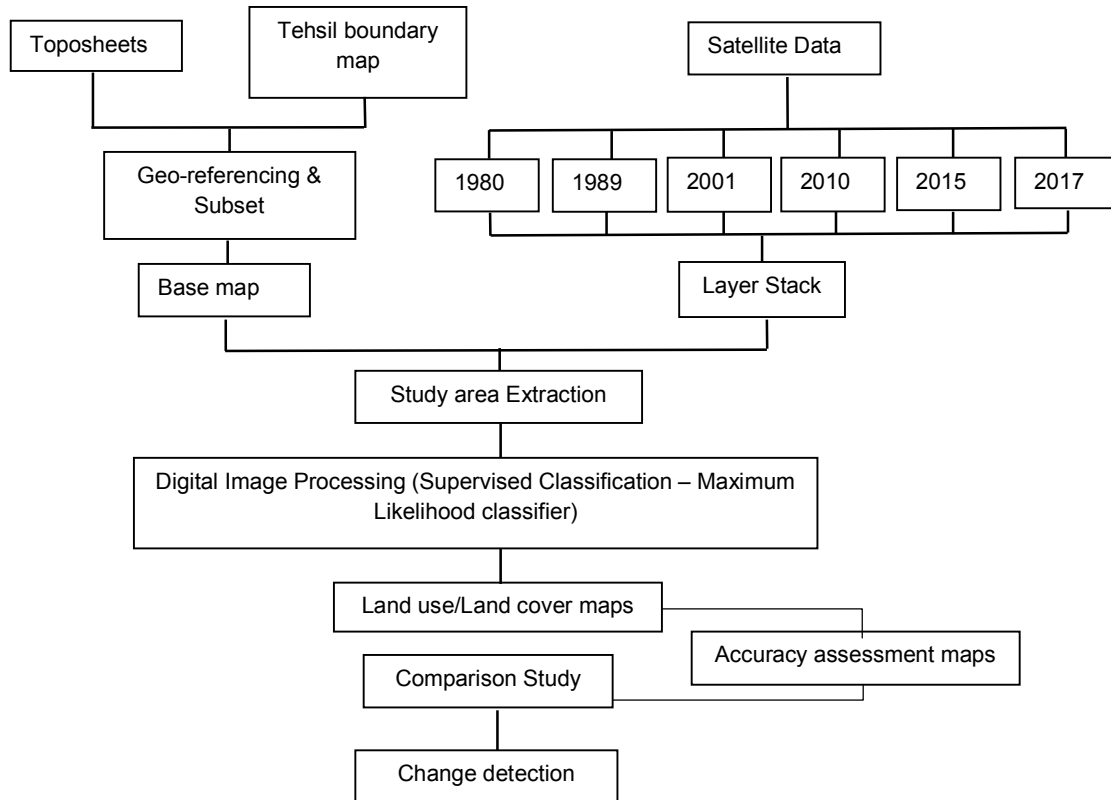 Toposheets
Tehsil boundary
map
Satellite Data
Geo-referencing &
Subset
1980
1989
2001
2010
2015
2017
Base map
Layer Stack
Study area Extraction
Digital Image Processing (Supervised Classification – Maximum
Likelihood classifier)
Land use/Land cover maps
Accuracy assessment maps
Comparison Study
Change detection